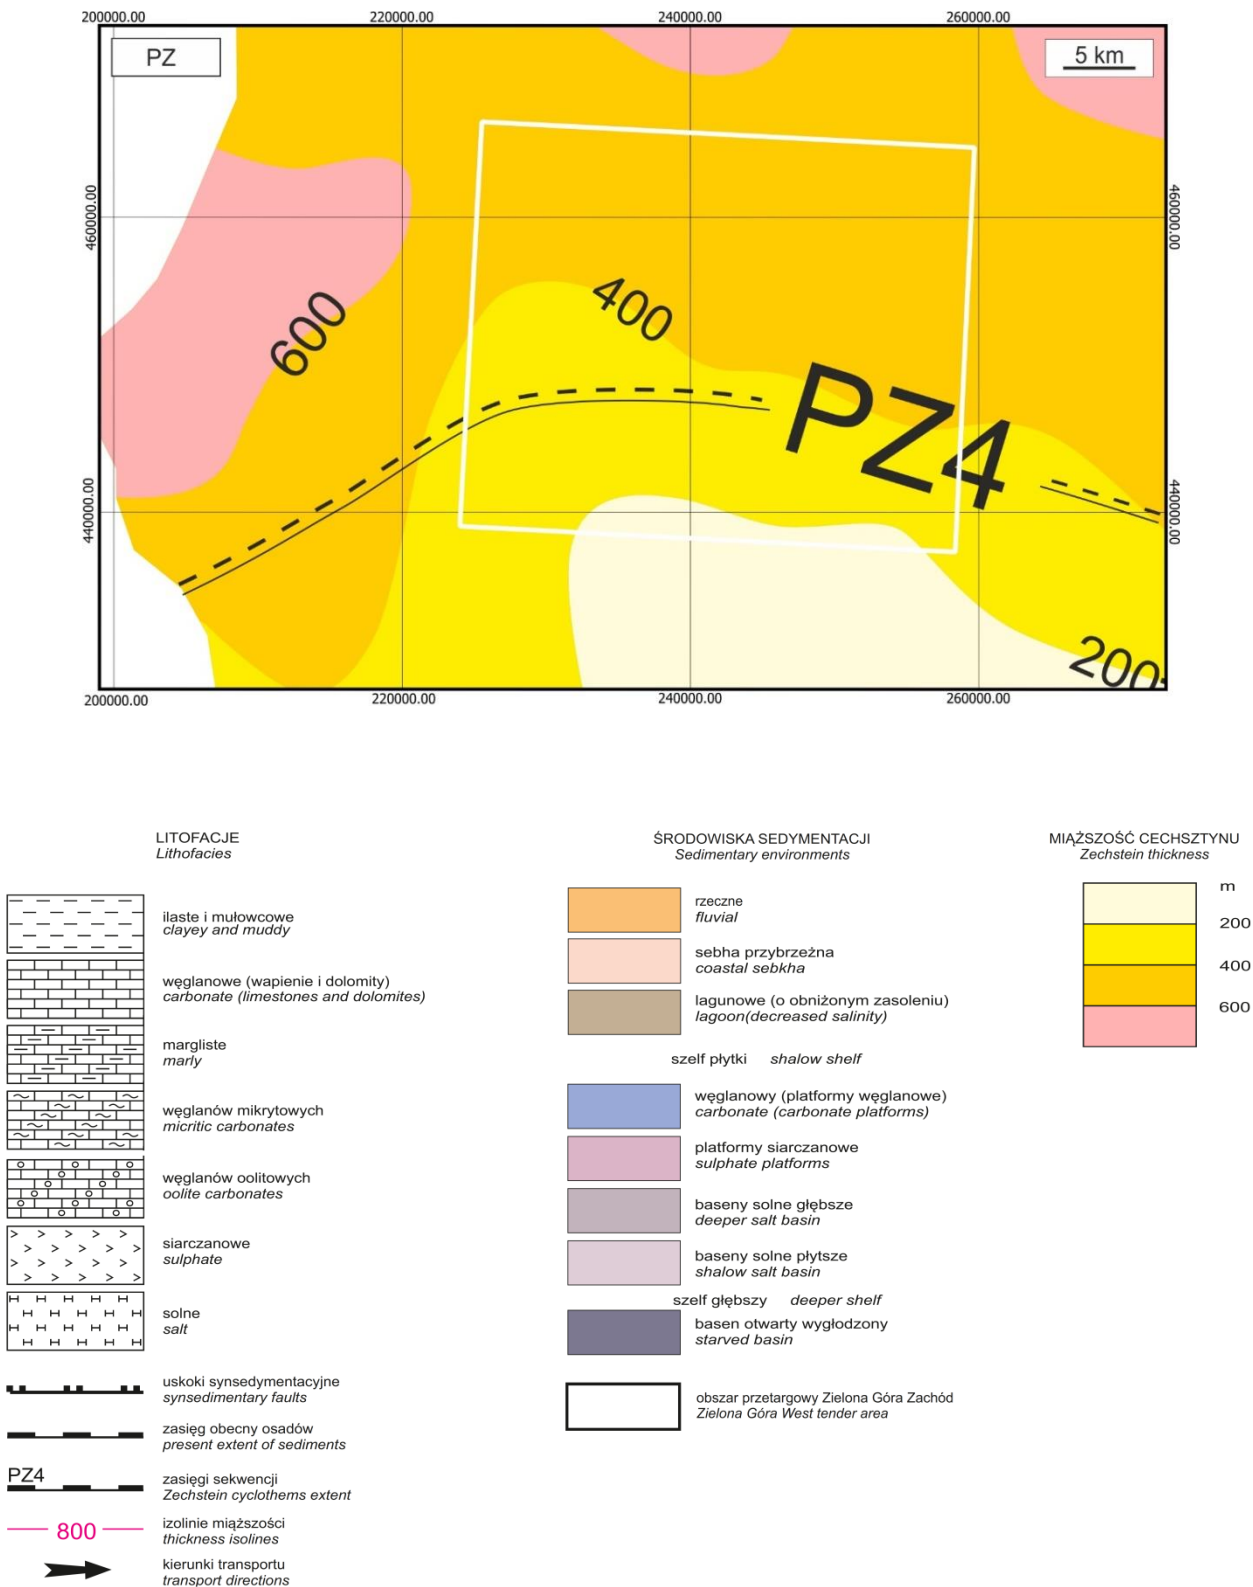 200000.00 220000.00 240000.00 260000.00
PZ
5 km
460000.00
460000.00
600
400
PZ4
440000.00
440000.00
200
200000.00 220000.00 240000.00 260000.00
LITOFACJE
Lithofacies
ilaste i mułowcowe
clayey and muddy
węglanowe (wapienie i dolomity)
carbonate (limestones and dolomites)
margliste
marly
węglanów mikrytowych
micritic carbonates
węglanów oolitowych
oolite carbonates
siarczanowe
sulphate
solne
salt
uskoki synsedymentacyjne
synsedimentary faults
zasięg obecny osadów
present extent of sediments
PZ4
zasięgi sekwencji
Zechstein cyclothems extent
800
izolinie miąższości
thickness isolines
kierunki transportu
transport directions
ŚRODOWISKA SEDYMENTACJI
Sedimentary environments
rzeczne
fluvial
sebha przybrzeżna
coastal sebkha
lagunowe (o obniżonym zasoleniu)
lagoon(decreased salinity)
szelf płytki shalow shelf
węglanowy (platformy węglanowe)
carbonate (carbonate platforms)
platformy siarczanowe
sulphate platforms
baseny solne głębsze
deeper salt basin
baseny solne płytsze
shalow salt basin
szelf głębszy deeper shelf
basen otwarty wygłodzony
starved basin
obszar przetargowy Zielona Góra Zachód
Zielona Góra West tender area
MIĄŻSZOŚĆ CECHSZTYNU
Zechstein thickness
m
200
400
600